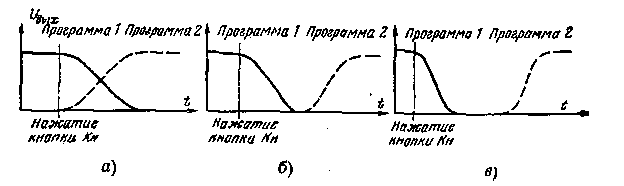 Uвых
Программа 1 Программа 2
Программа 1 Программа 2
Программа 1 Программа 2
t
t
t
Нажатие
кнопки Кн
Нажатие
кнопки Кн
Нажатие
кнопки Кн
а)
б)
в)